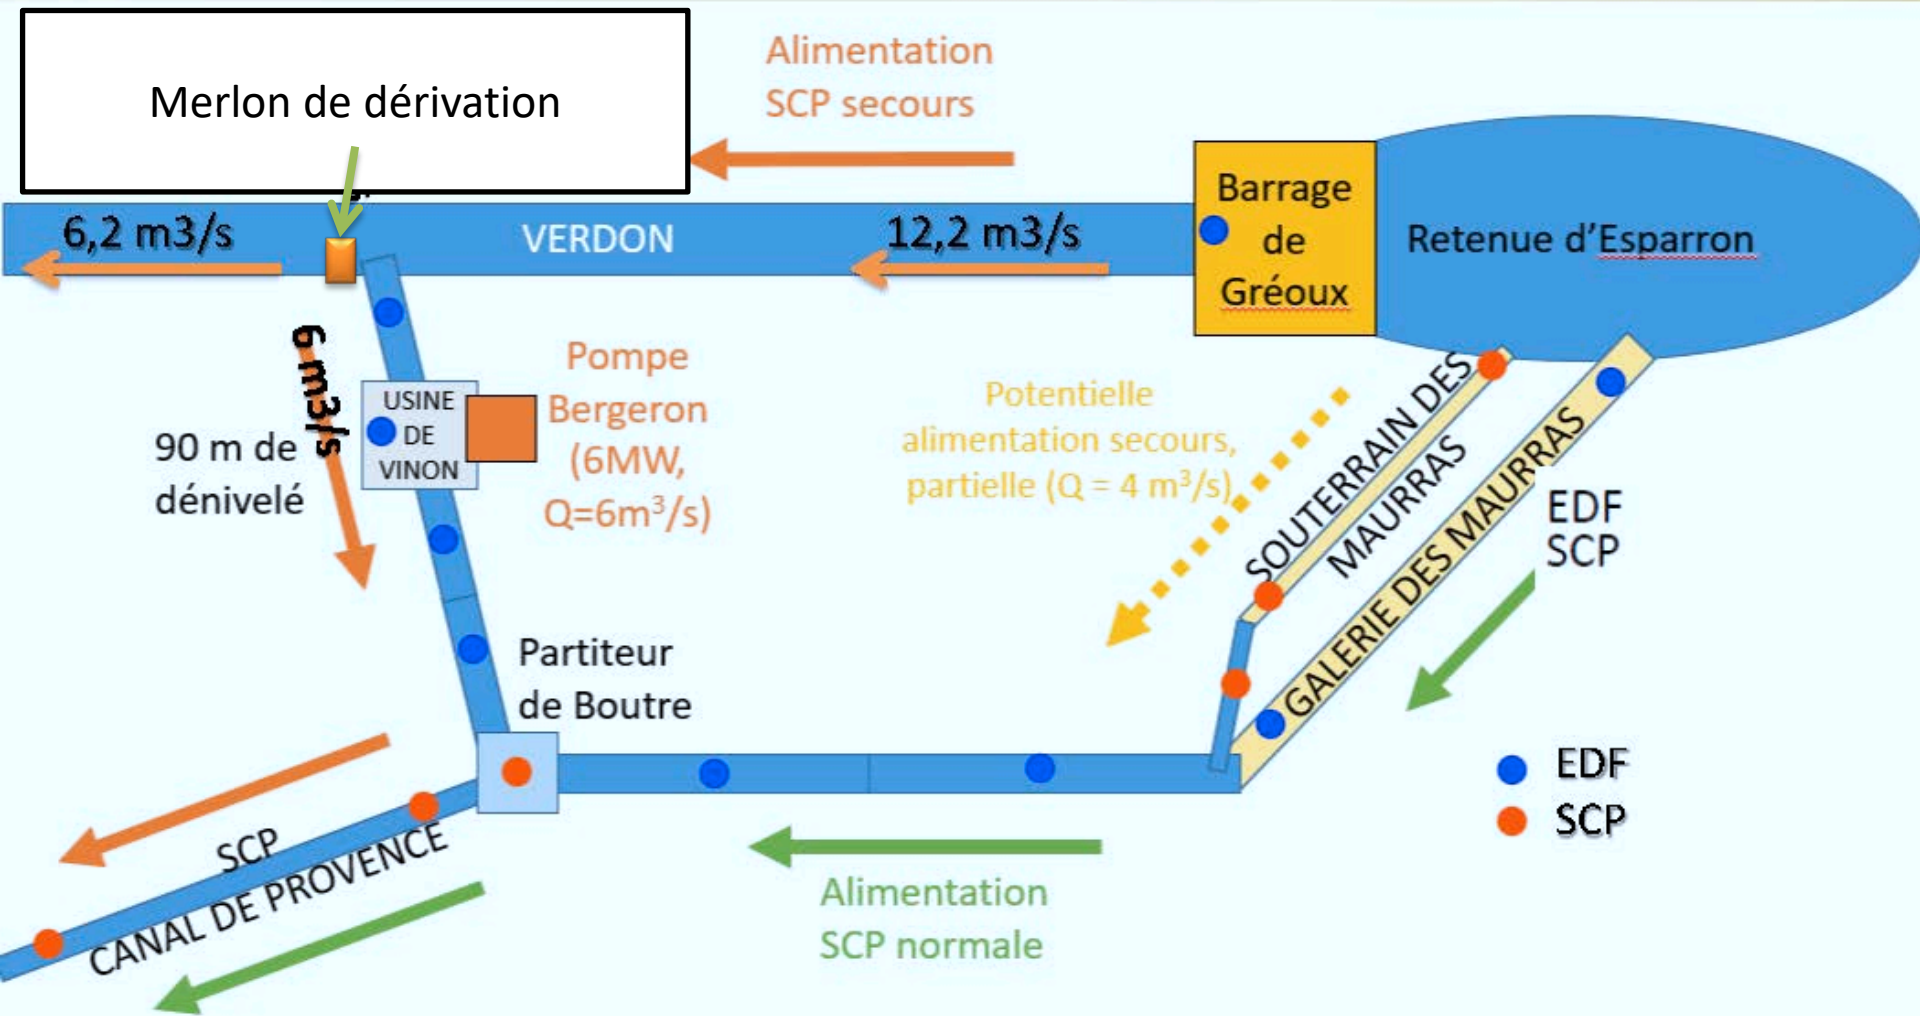 Merlon de dérivation
Alimentation
SCP secours
6,2 m3/s
VERDON
12,2 m3/s
Barrage
de
Gréoux
Retenue d’Esparron
6 m3/s
90 m de
dénivelé
USINE
DE
VINON
Pompe
Bergeron
(6MW,
Q=6m³/s)
Potentielle
alimentation secours,
partielle (Q = 4 m³/s)
SOUTERRAIN DES
MAURRAS
GALERIE DES MAURRAS
EDF
SCP
Partiteur
de Boutre
EDF
SCP
SCP
CANAL DE PROVENCE
Alimentation
SCP normale